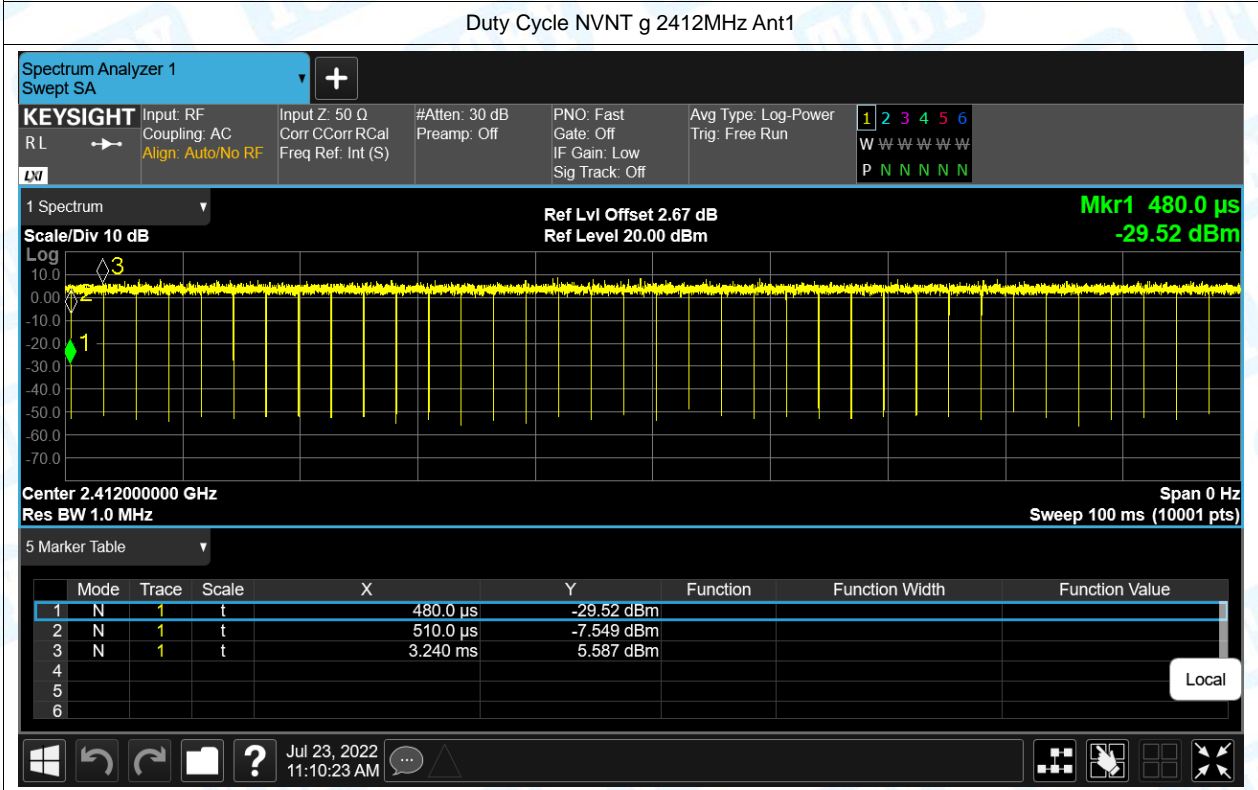 Duty Cycle NVNT g 2412MHz Ant1
Spectrum Analyzer 1
Swept SA
KEYSIGHT
RL
LXI
Input: RF
Coupling: AC
Align: Auto/No RF
Input Z: 50 Ω
Corr CCorr RCal
Freq Ref: Int (S)
#Atten: 30 dB
Preamp: Off
PNO: Fast
Gate: Off
IF Gain: Low
Sig Track: Off
Avg Type: Log-Power
Trig: Free Run
1 2 3 4 5 6
W W W W W W
P N N N N N
1 Spectrum
Scale/Div 10 dB
Ref Lvl Offset 2.67 dB
Ref Level 20.00 dBm
Mkr1 480.0 µs
-29.52 dBm
Log
10.0
0.00
-10.0
-20.0
-30.0
-40.0
-50.0
-60.0
-70.0
3
2
1
Center 2.412000000 GHz
Res BW 1.0 MHz
Span 0 Hz
Sweep 100 ms (10001 pts)
5 Marker Table
Mode Trace Scale X Y Function Function Width Function Value
1 N 1 t 480.0 µs -29.52 dBm
2 N 1 t 510.0 µs -7.549 dBm
3 N 1 t 3.240 ms 5.587 dBm
4
5
6
Local
?
Jul 23, 2022
11:10:23 AM